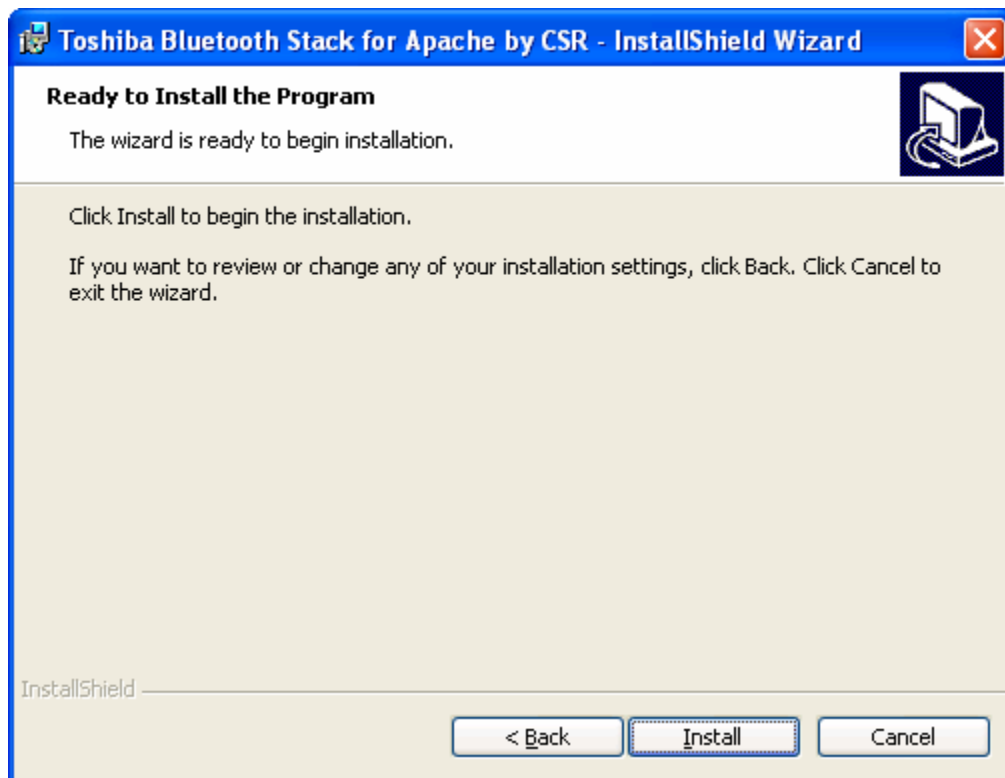 Toshiba Bluetooth Stack for Apache by CSR - InstallShield Wizard
Ready to Install the Program
The wizard is ready to begin installation.
Click Install to begin the installation.
If you want to review or change any of your installation settings, click Back. Click Cancel to
exit the wizard.
InstallShield
< Back
Install
Cancel